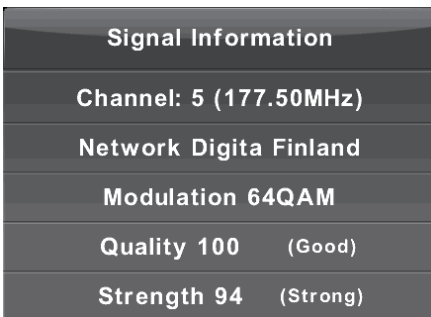 Signal Information
Channel: 5 (177.50MHz)
Network Digita Finland
Modulation 64QAM
Quality 100 (Good)
Strength 94 (Strong)